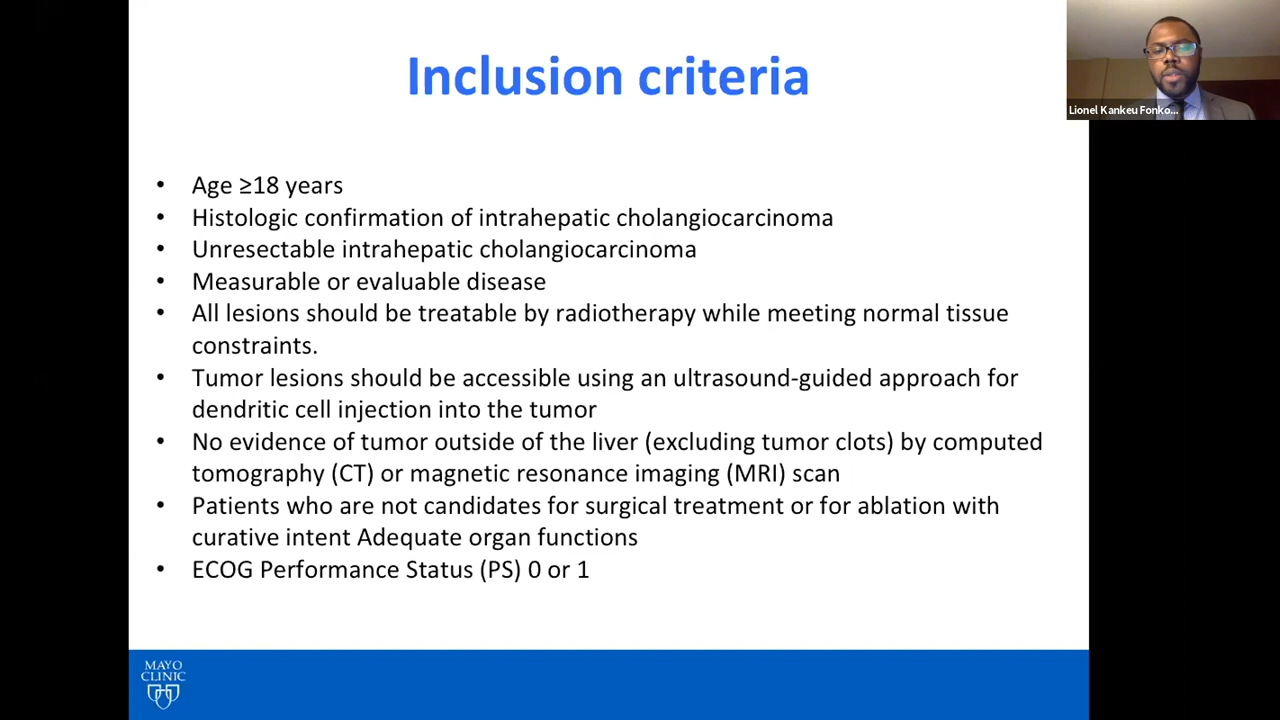 Inclusion criteria
Lionel Kankeu Fonko...
• Age ≥18 years
• Histologic confirmation of intrahepatic cholangiocarcinoma
• Unresectable intrahepatic cholangiocarcinoma
• Measurable or evaluable disease
• All lesions should be treatable by radiotherapy while meeting normal tissue
constraints.
• Tumor lesions should be accessible using an ultrasound-guided approach for
dendritic cell injection into the tumor
• No evidence of tumor outside of the liver (excluding tumor clots) by computed
tomography (CT) or magnetic resonance imaging (MRI) scan
• Patients who are not candidates for surgical treatment or for ablation with
curative intent Adequate organ functions
• ECOG Performance Status (PS) 0 or 1
MAYO
CLINIC